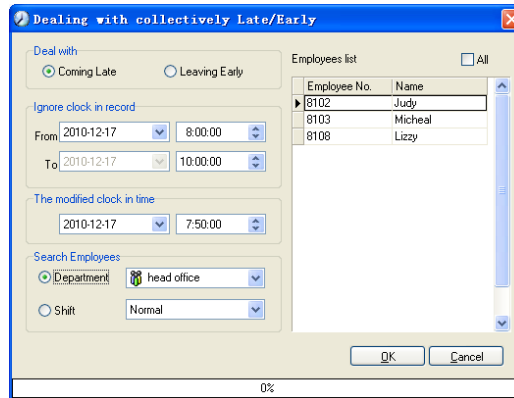 Dealing with collectively Late/Early
Deal with
Coming Late
Leaving Early
Ignore clock in record
From 2010-12-17 8:00:00
To 2010-12-17 10:00:00
The modified clock in time
2010-12-17 7:50:00
Search Employees
Department head office
Shift Normal
Employees list All
Employee No. Name
8102 Judy
8103 Micheal
8108 Lizzy
OK Cancel
0%